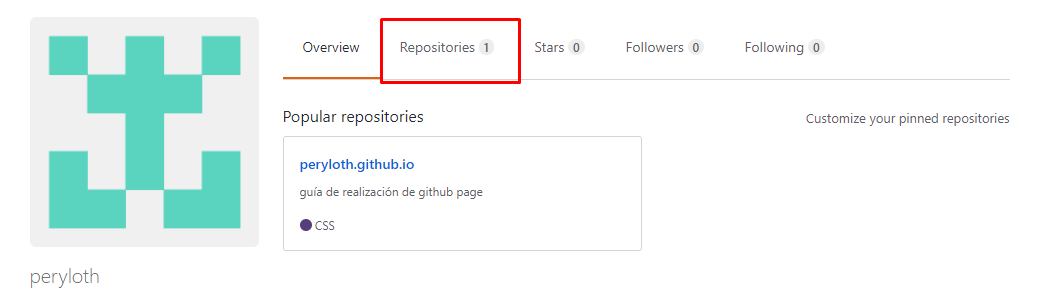 Overview Repositories 1 Stars 0 Followers 0 Following 0
Popular repositories Customize your pinned repositories
peryloth.github.io
guía de realización de github page
CSS
peryloth